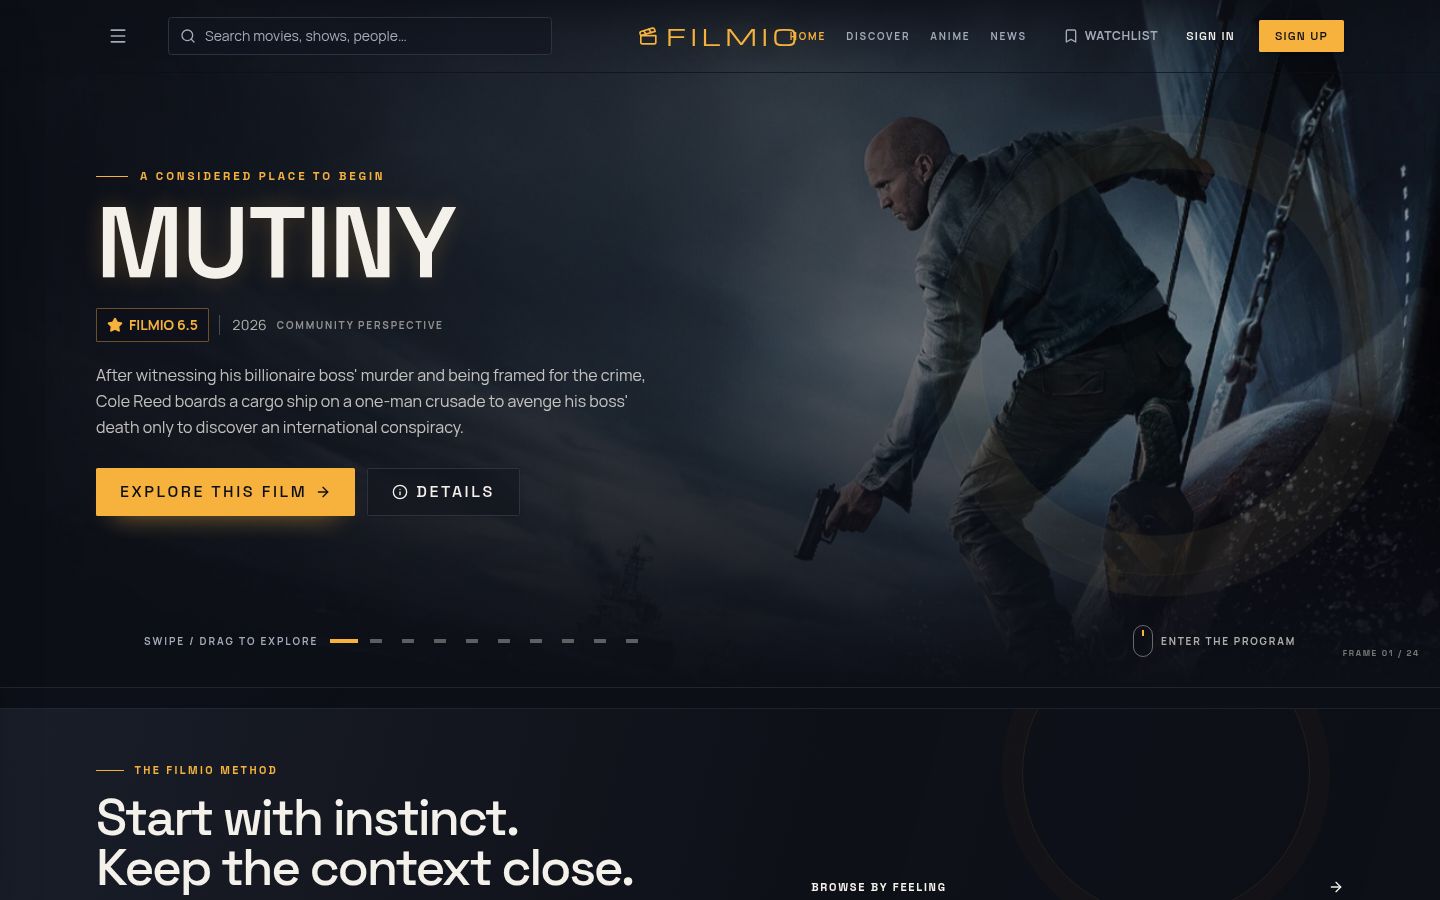 Search movies, shows, people...
FILMIO
HOME
DISCOVER
ANIME
NEWS
WATCHLIST
SIGN IN
SIGN UP
A CONSIDERED PLACE TO BEGIN
MUTINY
FILMIO 6.5
2026
COMMUNITY PERSPECTIVE
After witnessing his billionaire boss' murder and being framed for the crime,
Cole Reed boards a cargo ship on a one-man crusade to avenge his boss'
death only to discover an international conspiracy.
EXPLORE THIS FILM
DETAILS
SWIPE / DRAG TO EXPLORE
ENTER THE PROGRAM
FRAME 01 / 24
THE FILMIO METHOD
Start with instinct.
Keep the context close.
BROWSE BY FEELING